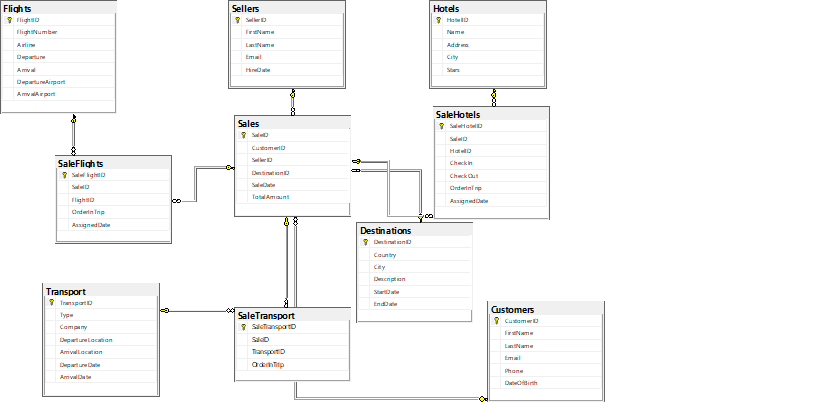 Flights
FlightID
FlightNumber
Airline
Departure
Arrival
DepartureAirport
ArrivalAirport
Sellers
SellerID
FirstName
LastName
Email
HireDate
Hotels
HotelID
Name
Address
City
Stars
Sales
SaleID
CustomerID
SellerID
DestinationID
SaleDate
TotalAmount
SaleHotels
SaleHotelID
SaleID
HotelID
CheckIn
CheckOut
OrderInTrip
AssignedDate
SaleFlights
SaleFlightID
SaleID
FlightID
OrderInTrip
AssignedDate
Destinations
DestinationID
Country
City
Description
StartDate
EndDate
Transport
TransportID
Type
Company
DepartureLocation
ArrivalLocation
DepartureDate
ArrivalDate
SaleTransport
SaleTransportID
SaleID
TransportID
OrderInTrip
Customers
CustomerID
FirstName
LastName
Email
Phone
DateOfBirth